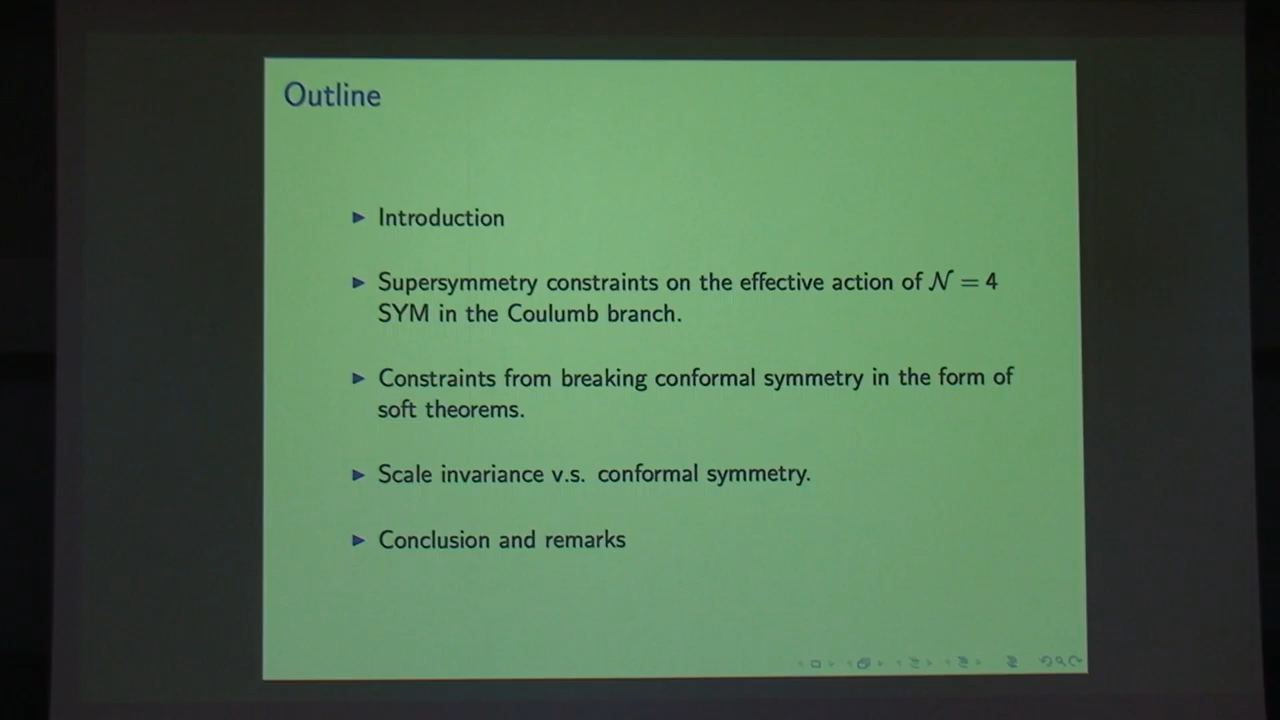 Outline
▶ Introduction
▶ Supersymmetry constraints on the effective action of 𝒩 = 4
SYM in the Coulumb branch.
▶ Constraints from breaking conformal symmetry in the form of
soft theorems.
▶ Scale invariance v.s. conformal symmetry.
▶ Conclusion and remarks